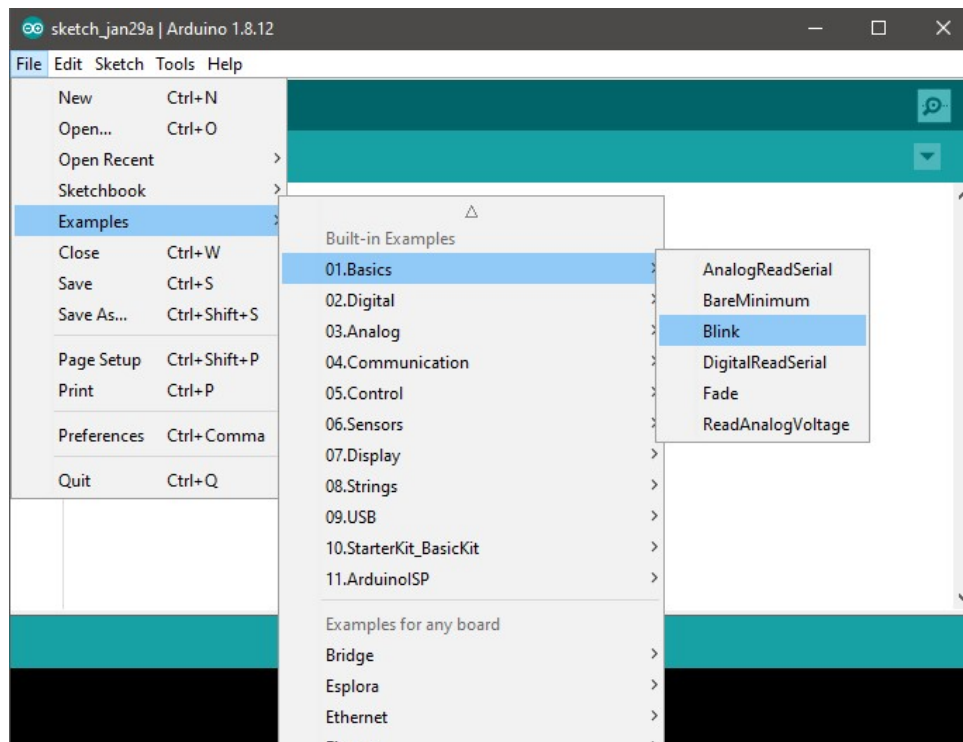 sketch_jan29a | Arduino 1.8.12
File Edit Sketch Tools Help
New Ctrl+N
Open... Ctrl+O
Open Recent
Sketchbook
Examples
Close Ctrl+W
Save Ctrl+S
Save As... Ctrl+Shift+S
Page Setup Ctrl+Shift+P
Print Ctrl+P
Preferences Ctrl+Comma
Quit Ctrl+Q
Built-in Examples
01.Basics
02.Digital
03.Analog
04.Communication
05.Control
06.Sensors
07.Display
08.Strings
09.USB
10.StarterKit_BasicKit
11.ArduinoISP
Examples for any board
Bridge
Esplora
Ethernet
AnalogReadSerial
BareMinimum
Blink
DigitalReadSerial
Fade
ReadAnalogVoltage